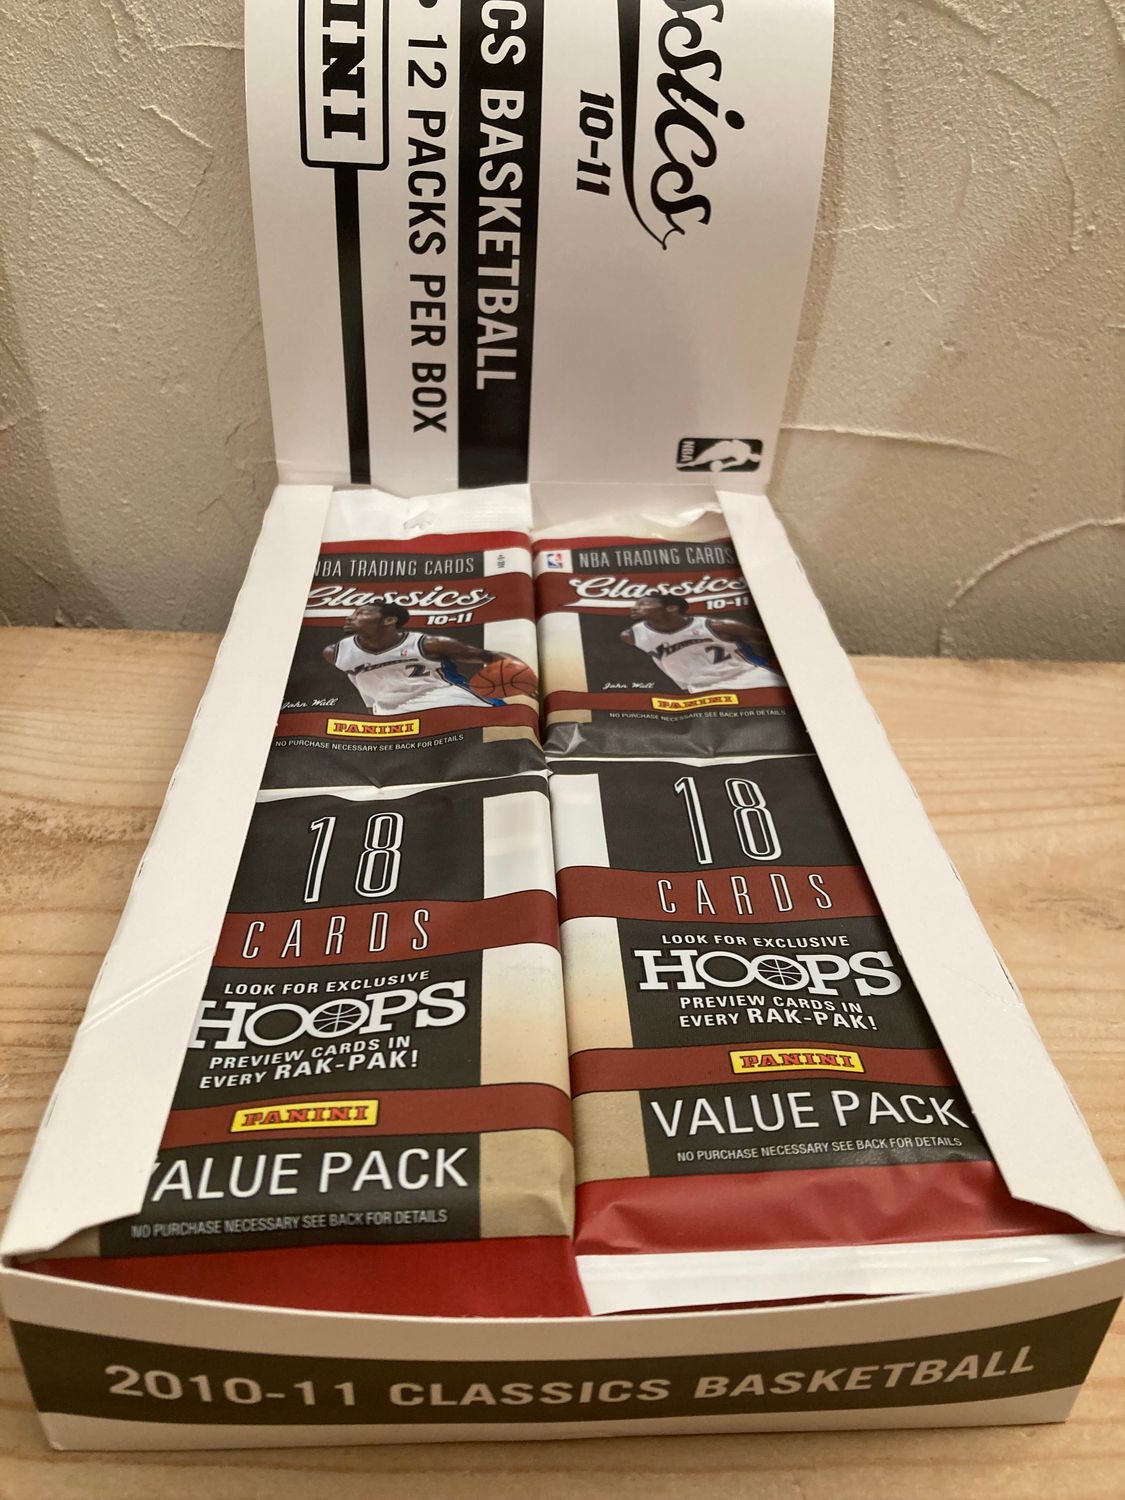 ssics
10-11
CS BASKETBALL
12 PACKS PER BOX
INI
NBA
NBA TRADING CARDS
Classics
10-11
John Wall
PANINI
NO PURCHASE NECESSARY SEE BACK FOR DETAILS
NBA TRADING CARDS
Classics
10-11
John Wall
PANINI
NO PURCHASE NECESSARY SEE BACK FOR DETAILS
18
CARDS
LOOK FOR EXCLUSIVE
HOOPS
PREVIEW CARDS IN
EVERY RAK-PAK!
PANINI
VALUE PACK
NO PURCHASE NECESSARY SEE BACK FOR DETAILS
18
CARDS
LOOK FOR EXCLUSIVE
HOOPS
PREVIEW CARDS IN
EVERY RAK-PAK!
PANINI
VALUE PACK
NO PURCHASE NECESSARY SEE BACK FOR DETAILS
2010-11 CLASSICS BASKETBALL